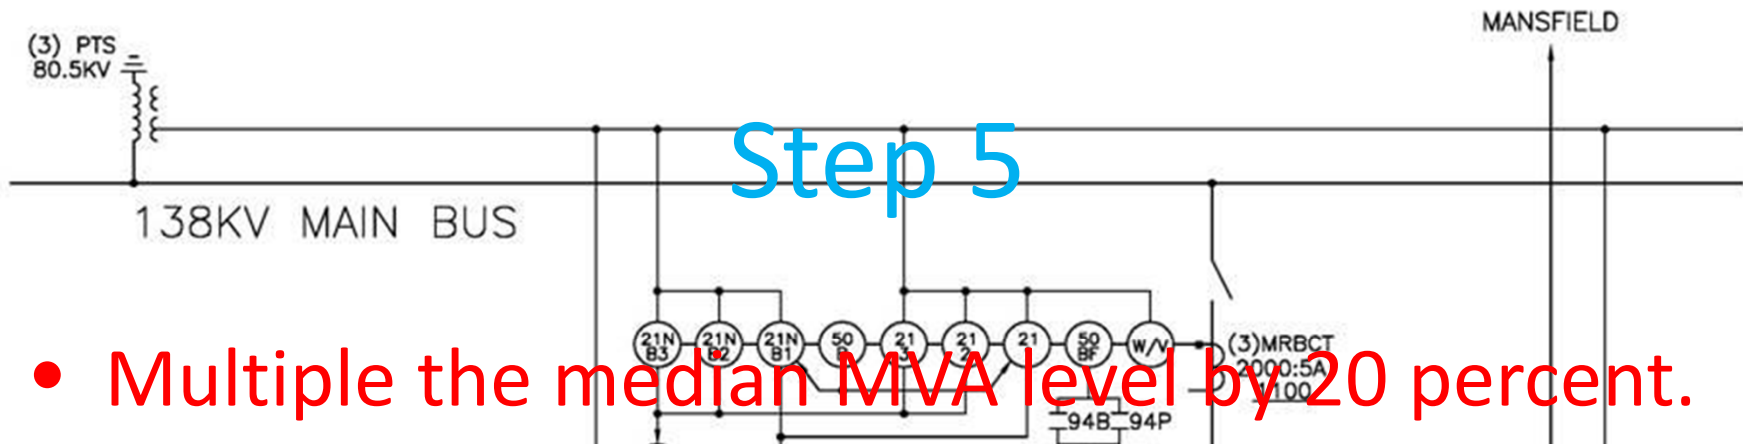 MANSFIELD
(3) PTS
80.5KV
Step 5
138KV MAIN BUS
21N B3 21N B2 21N B1 50 21 3 21 2 21 50 BF W/V
(3)MRBCT
2000:5A
1100
• Multiple the median MVA level by 20 percent.
94B 94P